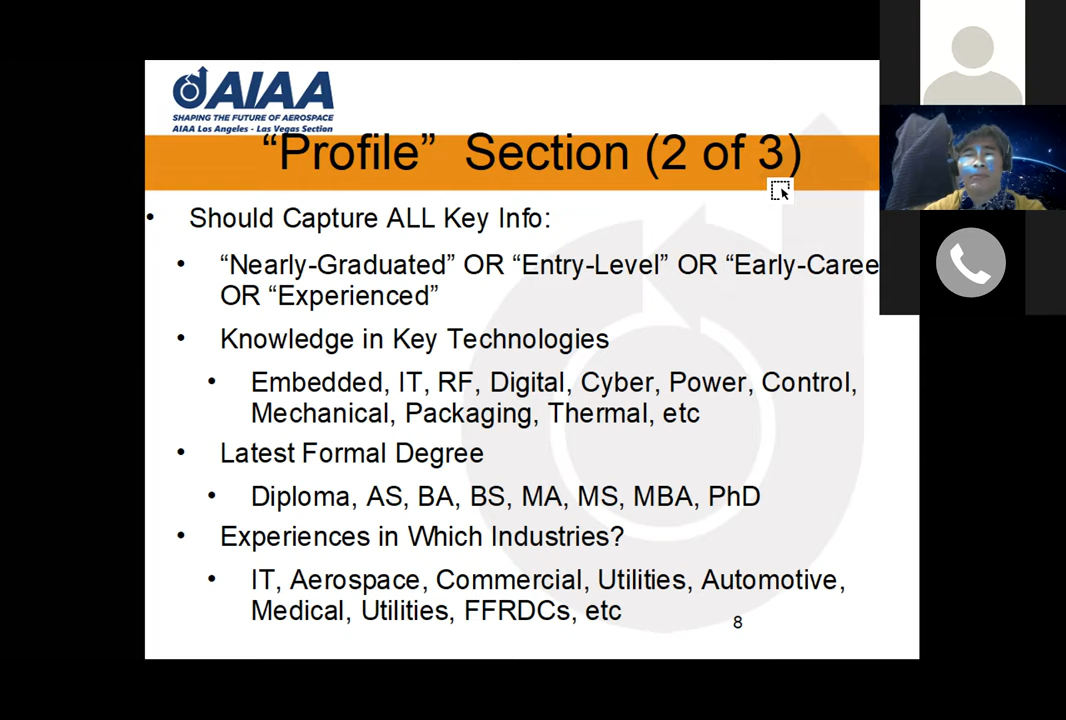 AIAA
SHAPING THE FUTURE OF AEROSPACE
AIAA Los Angeles - Las Vegas Section
“Profile” Section (2 of 3)
• Should Capture ALL Key Info:
• “Nearly-Graduated” OR “Entry-Level” OR “Early-Caree
OR “Experienced”
• Knowledge in Key Technologies
• Embedded, IT, RF, Digital, Cyber, Power, Control,
Mechanical, Packaging, Thermal, etc
• Latest Formal Degree
• Diploma, AS, BA, BS, MA, MS, MBA, PhD
• Experiences in Which Industries?
• IT, Aerospace, Commercial, Utilities, Automotive,
Medical, Utilities, FFRDCs, etc
8